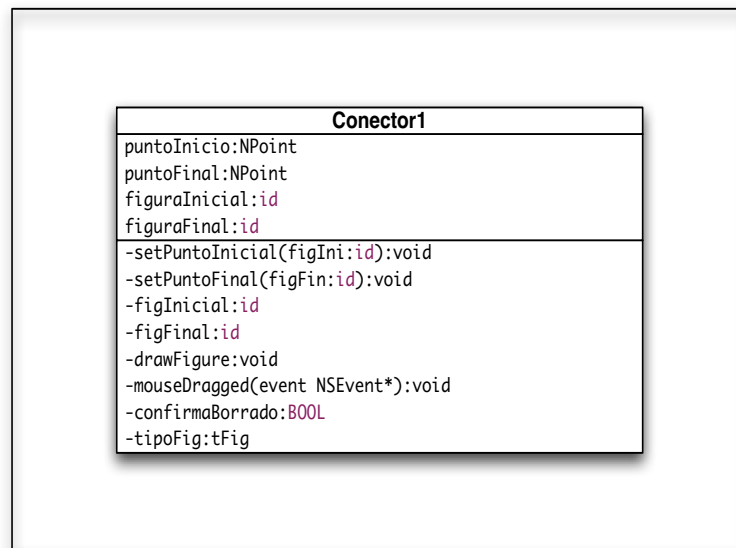 Conector1
puntoInicio:NPoint
puntoFinal:NPoint
figuraInicial:id
figuraFinal:id
-setPuntoInicial(figIni:id):void
-setPuntoFinal(figFin:id):void
-figInicial:id
-figFinal:id
-drawFigure:void
-mouseDragged(event NSEvent*):void
-confirmaBorrado:BOOL
-tipoFig:tFig